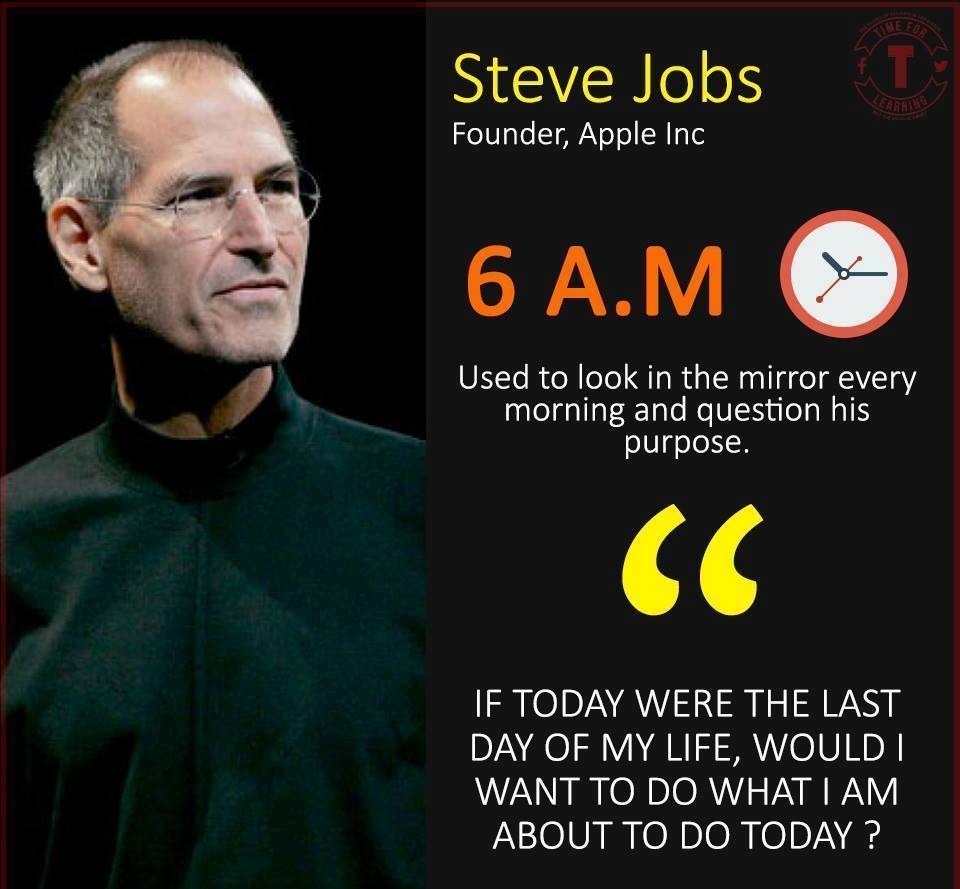 Steve Jobs
Founder, Apple Inc
TIME FOR
T
LEARNING
6 A.M
Used to look in the mirror every
morning and question his
purpose.
“
IF TODAY WERE THE LAST
DAY OF MY LIFE, WOULD I
WANT TO DO WHAT I AM
ABOUT TO DO TODAY ?